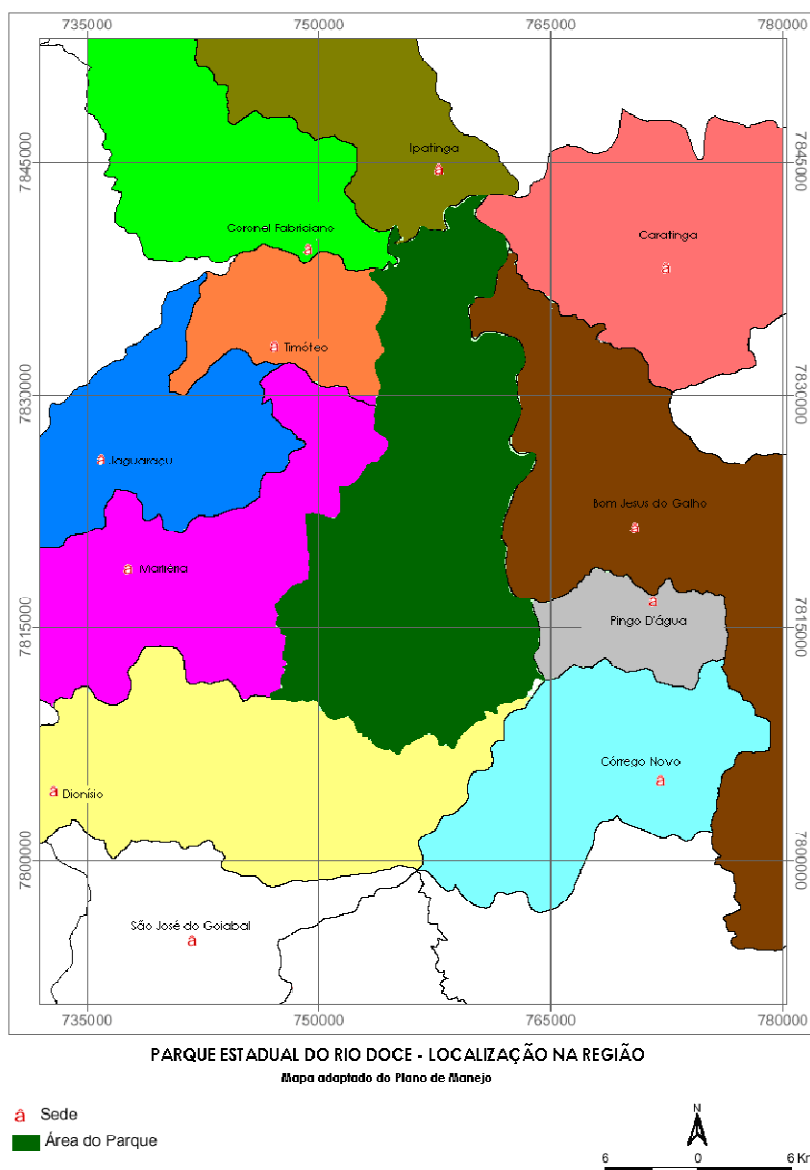 735000 750000 765000 780000
7845000 7845000
Ipatinga
â
Coronel Fabriciano
â
Caratinga
â
Timóteo
â
7830000 7830000
Jaguaraçu
â
Bom Jesus do Galho
â
Marliéria
â
â
Pingo D'água
7815000 7815000
Córrego Novo
â
Dionísio
â
7800000 7800000
São José do Goiabal
â
735000 750000 765000 780000
PARQUE ESTADUAL DO RIO DOCE - LOCALIZAÇÃO NA REGIÃO
Mapa adaptado do Plano de Manejo
â Sede
Área do Parque
N
6 0 6 Km